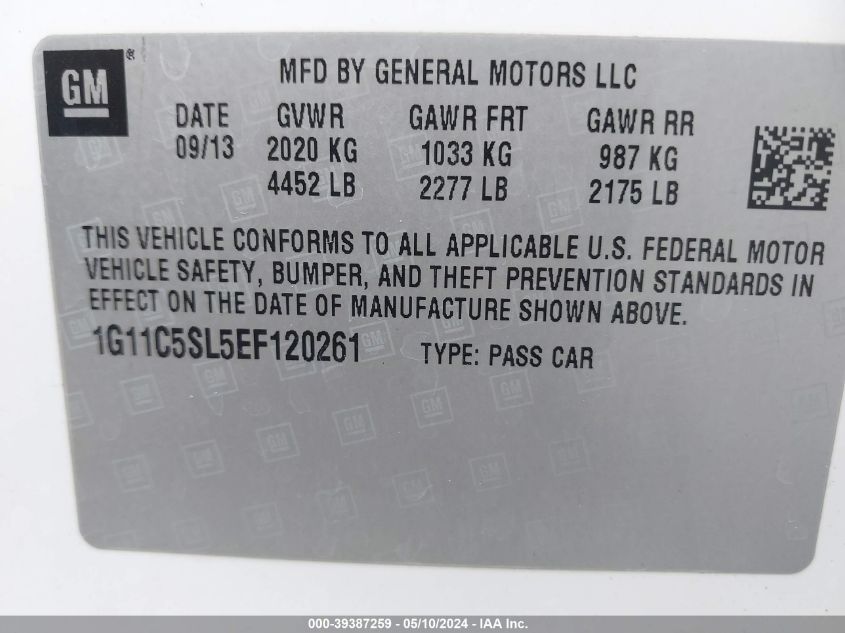 GM ®
MFD BY GENERAL MOTORS LLC
DATE GVWR GAWR FRT GAWR RR
09/13 2020 KG 1033 KG 987 KG
4452 LB 2277 LB 2175 LB
THIS VEHICLE CONFORMS TO ALL APPLICABLE U.S. FEDERAL MOTOR
VEHICLE SAFETY, BUMPER, AND THEFT PREVENTION STANDARDS IN
EFFECT ON THE DATE OF MANUFACTURE SHOWN ABOVE.
1G11C5SL5EF120261 TYPE: PASS CAR
000-39387259 - 05/10/2024 - IAA Inc.